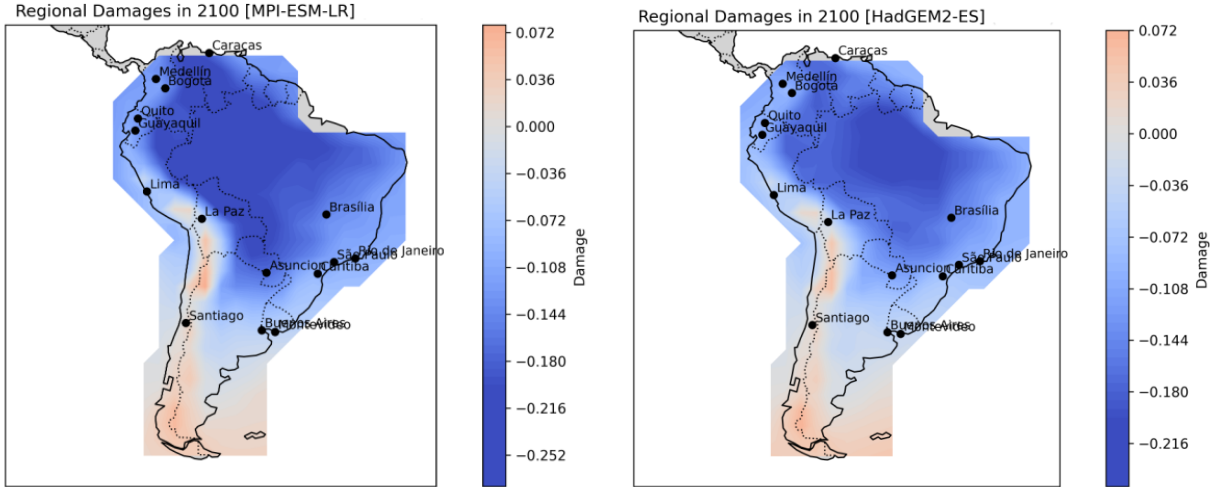 Regional Damages in 2100 [MPI-ESM-LR]
Caracas
Medellín
Bogotá
Quito
Guayaquil
Lima
La Paz
Brasília
Rio de Janeiro
São Paulo
Asuncion
Curitiba
Santiago
Buenos Aires
Montevideo
0.072
0.036
0.000
−0.036
−0.072
−0.108
−0.144
−0.180
−0.216
−0.252
Damage
Regional Damages in 2100 [HadGEM2-ES]
Caracas
Medellín
Bogotá
Quito
Guayaquil
Lima
La Paz
Brasília
Rio de Janeiro
São Paulo
Asuncion
Curitiba
Santiago
Buenos Aires
Montevideo
0.072
0.036
0.000
−0.036
−0.072
−0.108
−0.144
−0.180
−0.216
Damage